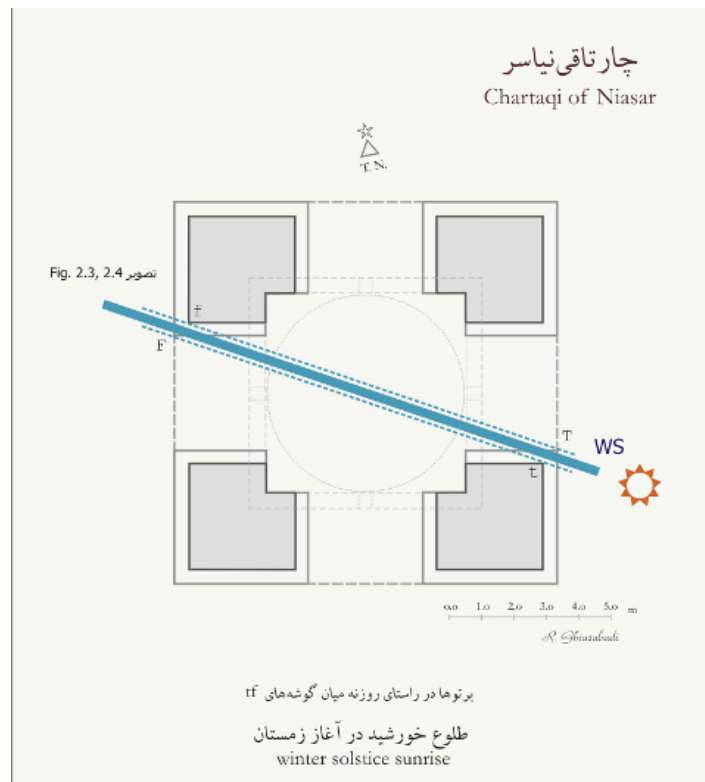 چارتاقی‌نیاسر
Chartaqi of Niasar
T. N.
Fig. 2.3, 2.4 تصویر
f
F
T
WS
t
0.0 1.0 2.0 3.0 4.0 5.0 m
R. Ghiasabadi
پرتوها در راستای روزنه میان گوشه‌های tf
طلوع خورشید در آغاز زمستان
winter solstice sunrise